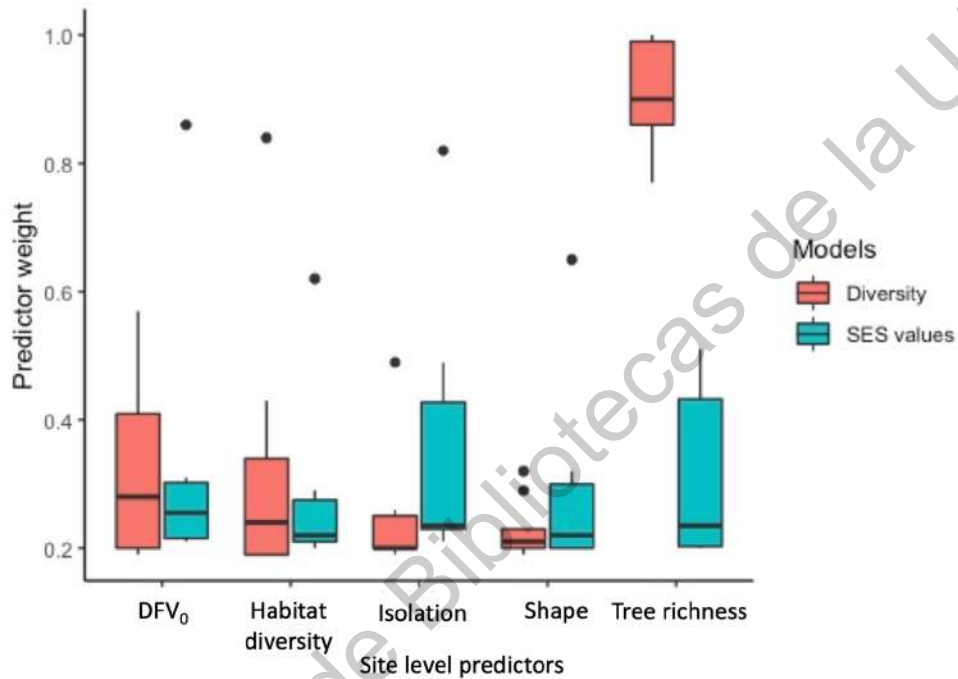 1.0
0.8
0.6
0.4
0.2
Predictor weight
DFV₀
Habitat
diversity
Isolation
Shape
Tree richness
Site level predictors
Models
Diversity
SES values
de Bibliotecas de la U